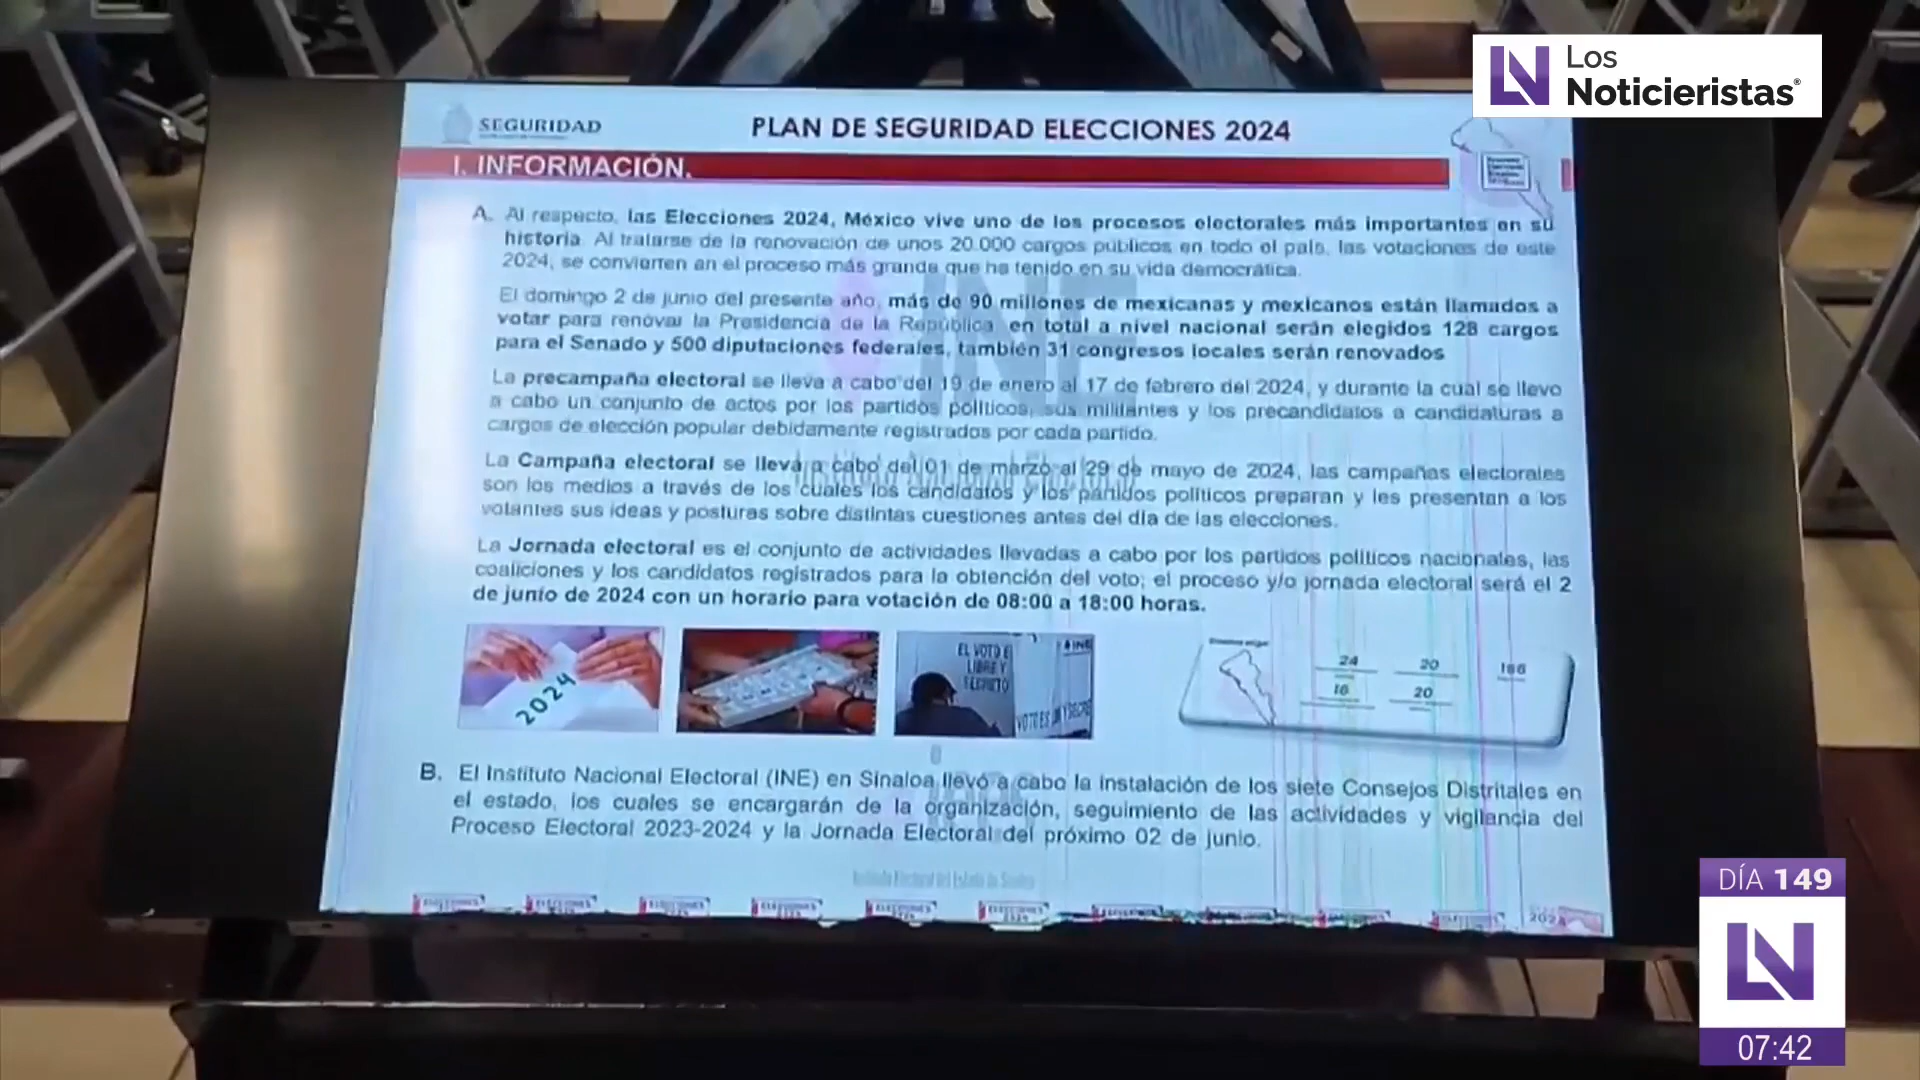 Los
Noticieristas®
SEGURIDAD
PLAN DE SEGURIDAD ELECCIONES 2024
I. INFORMACIÓN.
A. Al respecto, las Elecciones 2024, México vive uno de los procesos electorales más importantes en su
historia. Al tratarse de la renovación de unos 20,000 cargos públicos en todo el país, las votaciones de este
2024, se convierten en el proceso más grande que ha tenido en su vida democrática.
El domingo 2 de junio del presente año, más de 90 millones de mexicanas y mexicanos están llamados a
votar para renovar la Presidencia de la República, en total a nivel nacional serán elegidos 128 cargos
para el Senado y 500 diputaciones federales, también 31 congresos locales serán renovados
La precampaña electoral se lleva a cabo del 19 de enero al 17 de febrero del 2024, y durante la cual se llevo
a cabo un conjunto de actos por los partidos políticos, sus militantes y los precandidatos a candidaturas a
cargos de elección popular debidamente registrados por cada partido.
La Campaña electoral se lleva a cabo del 01 de marzo al 29 de mayo de 2024, las campañas electorales
son los medios a través de los cuales los candidatos y los partidos políticos preparan y les presentan a los
votantes sus ideas y posturas sobre distintas cuestiones antes del día de las elecciones.
La Jornada electoral es el conjunto de actividades llevadas a cabo por los partidos políticos nacionales, las
coaliciones y los candidatos registrados para la obtención del voto; el proceso y/o jornada electoral será el 2
de junio de 2024 con un horario para votación de 08:00 a 18:00 horas.
2024
EL VOTO E
LIBRE Y
SECRETO
INE
24 20 166
16 20
B. El Instituto Nacional Electoral (INE) en Sinaloa llevó a cabo la instalación de los siete Consejos Distritales en
el estado, los cuales se encargarán de la organización, seguimiento de las actividades y vigilancia del
Proceso Electoral 2023-2024 y la Jornada Electoral del próximo 02 de junio.
DÍA 149
LN
07:42